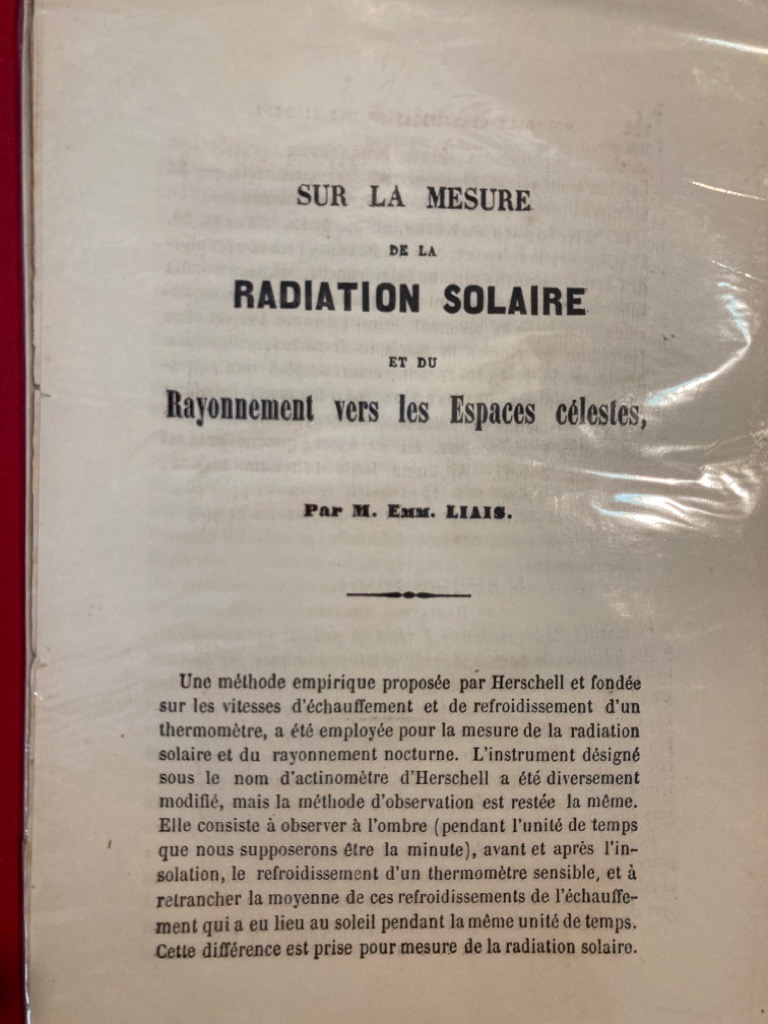 SUR LA MESURE
DE LA
RADIATION SOLAIRE
ET DU
Rayonnement vers les Espaces célestes,
Par M. Emm. LIAIS.
Une méthode empirique proposée par Herschell et fondée
sur les vitesses d'échauffement et de refroidissement d'un
thermomètre, a été employée pour la mesure de la radiation
solaire et du rayonnement nocturne. L'instrument désigné
sous le nom d'actinomètre d'Herschell a été diversement
modifié, mais la méthode d'observation est restée la même.
Elle consiste à observer à l'ombre (pendant l'unité de temps
que nous supposerons être la minute), avant et après l'in-
solation, le refroidissement d'un thermomètre sensible, et à
retrancher la moyenne de ces refroidissements de l'échauffe-
ment qui a eu lieu au soleil pendant la même unité de temps.
Cette différence est prise pour mesure de la radiation solaire.